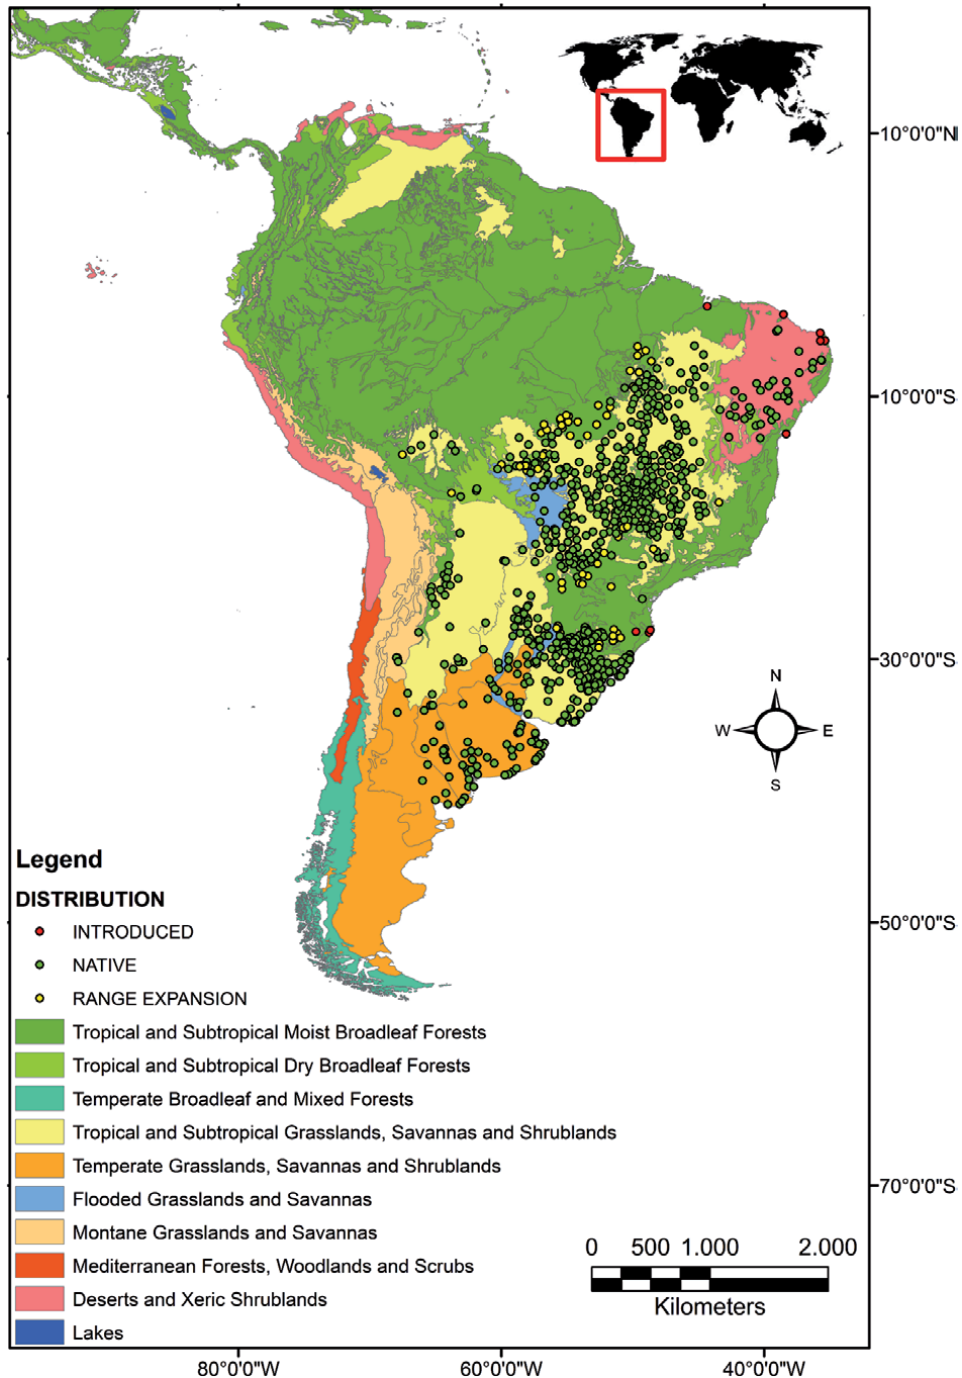 10°0'0"N
10°0'0"S
30°0'0"S
N
W E
S
Legend
DISTRIBUTION
INTRODUCED
NATIVE
50°0'0"S
RANGE EXPANSION
Tropical and Subtropical Moist Broadleaf Forests
Tropical and Subtropical Dry Broadleaf Forests
Temperate Broadleaf and Mixed Forests
Tropical and Subtropical Grasslands, Savannas and Shrublands
Temperate Grasslands, Savannas and Shrublands
70°0'0"S
Flooded Grasslands and Savannas
Montane Grasslands and Savannas
Mediterranean Forests, Woodlands and Scrubs
Deserts and Xeric Shrublands
Lakes
0 500 1.000 2.000
Kilometers
80°0'0"W 60°0'0"W 40°0'0"W